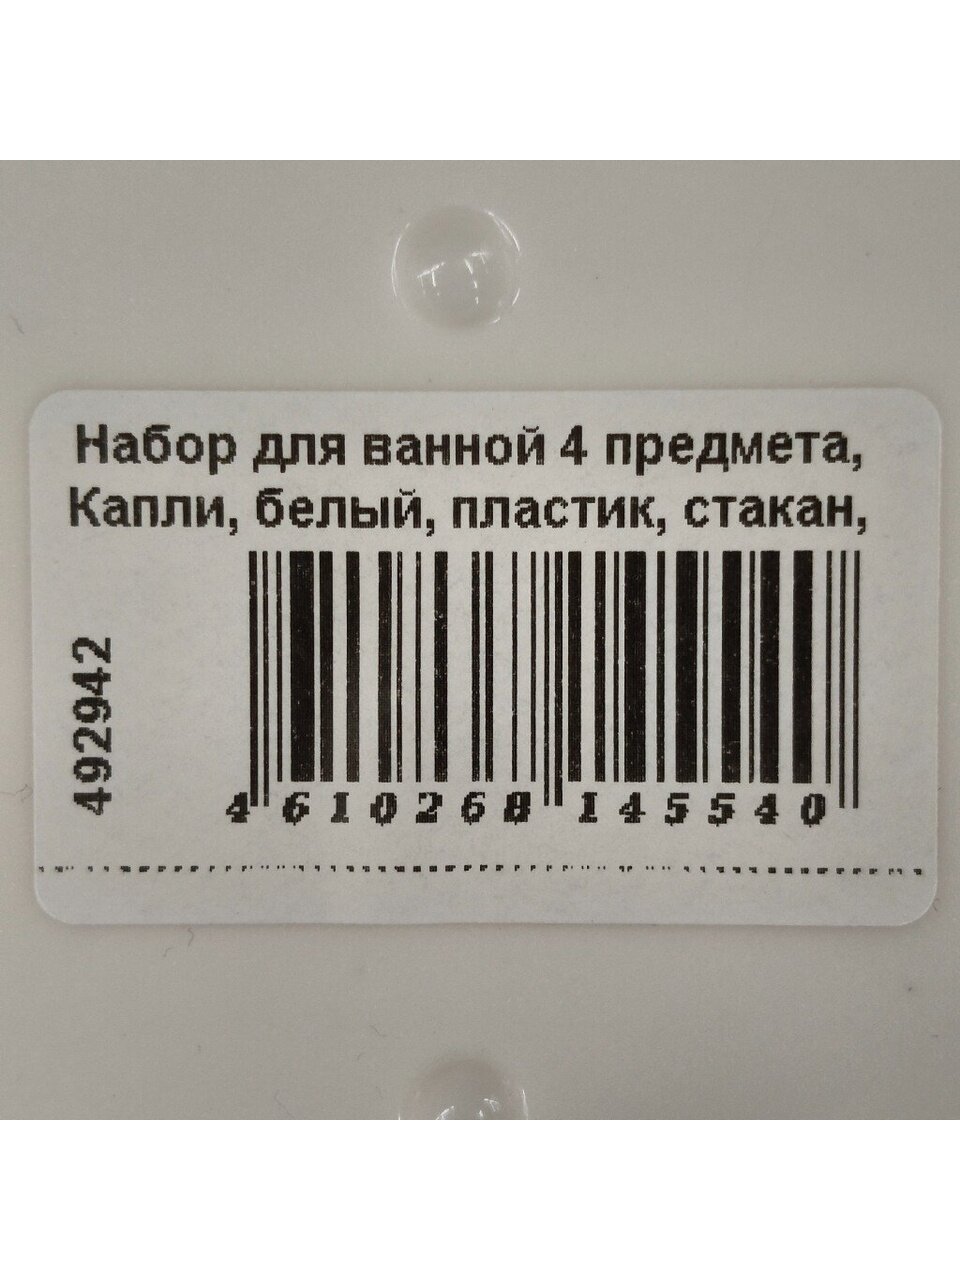 Набор для ванной 4 предмета,
Капли, белый, пластик, стакан,
492942
4 610268 145540